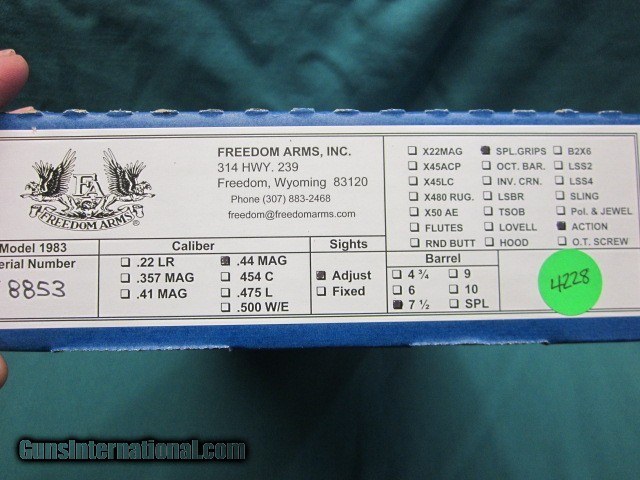 FREEDOM ARMS, INC.
314 HWY. 239
Freedom, Wyoming 83120
Phone (307) 883-2468
freedom@freedomarms.com
FA
FREEDOM ARMS®
X22MAG SPL.GRIPS B2X6
X45ACP OCT. BAR. LSS2
X45LC INV. CRN. LSS4
X480 RUG. LSBR SLING
X50 AE TSOB Pol. & JEWEL
FLUTES LOVELL ACTION
RND BUTT HOOD O.T. SCREW
Model 1983
erial Number
8853
Caliber
.22 LR .44 MAG
.357 MAG 454 C
.41 MAG .475 L
.500 W/E
Sights
Adjust
Fixed
Barrel
4 ¾ 9
6 10
7 ½ SPL
4228
GunsInternational.com